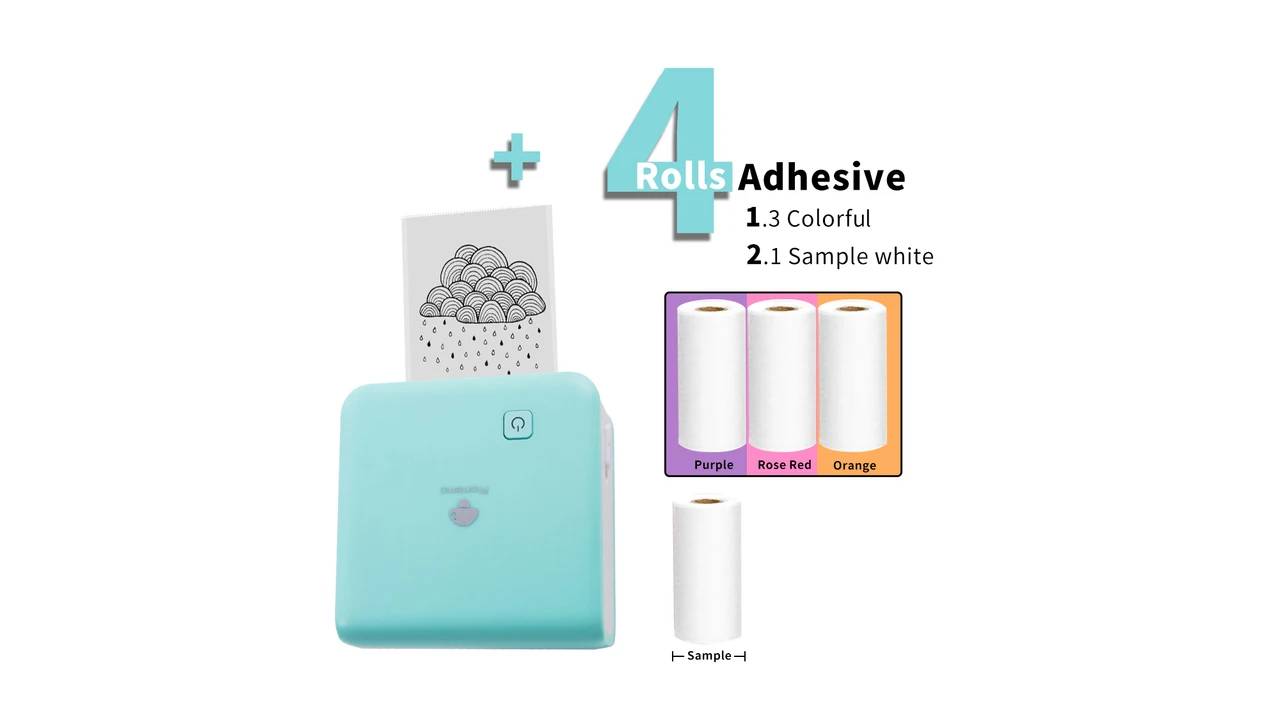 + 4
Rolls Adhesive
1.3 Colorful
2.1 Sample white
Purple Rose Red Orange
Sample